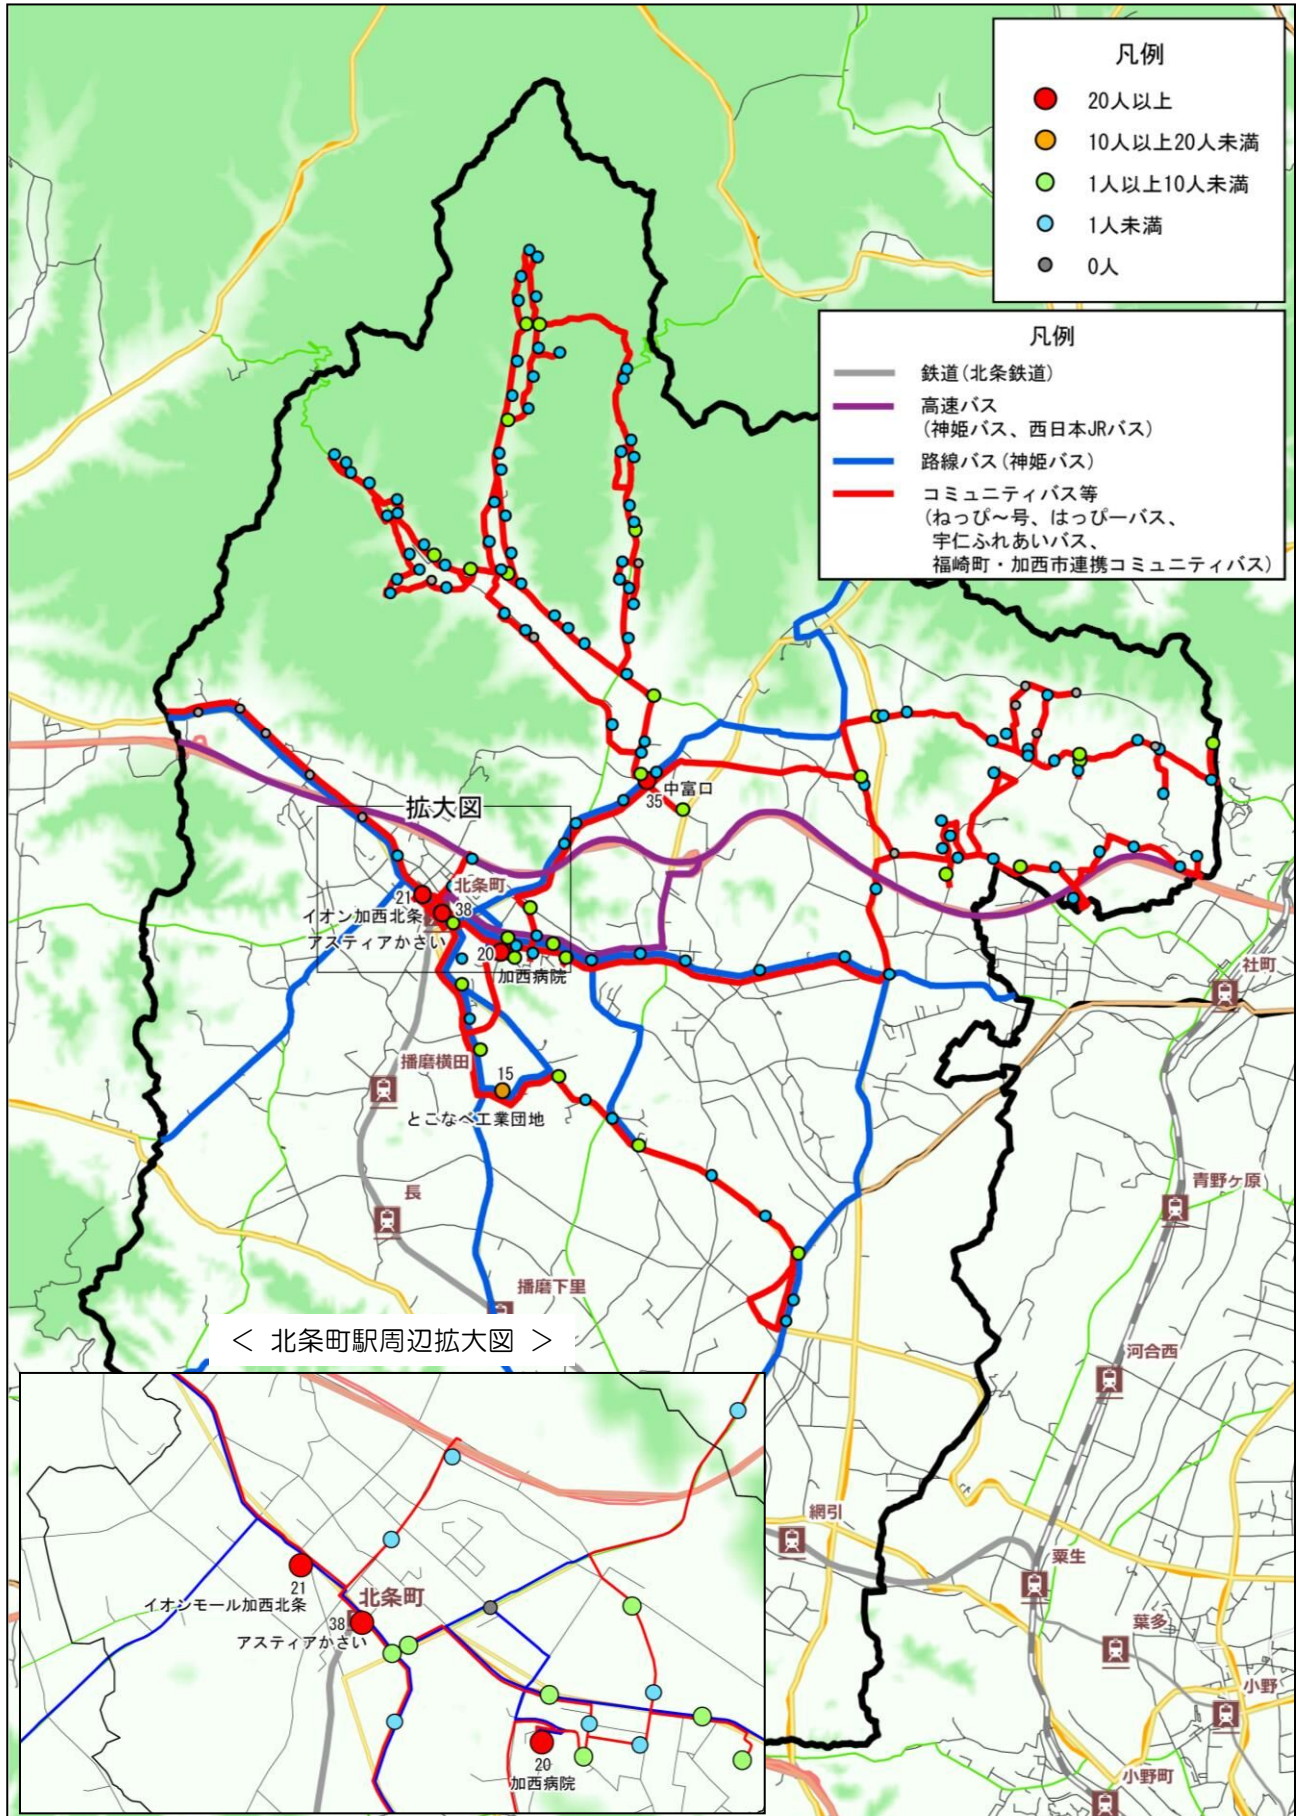 凡例
20人以上
10人以上20人未満
1人以上10人未満
1人未満
0人
凡例
鉄道(北条鉄道)
高速バス
(神姫バス、西日本JRバス)
路線バス(神姫バス)
コミュニティバス等
(ねっぴ～号、はっぴーバス、
宇仁ふれあいバス、
福崎町・加西市連携コミュニティバス)
中富口
35
拡大図
北条町
21
38
イオン加西北条
アスティアかさい
20
加西病院
社町
播磨横田
15
とこなべ工業団地
長
青野ヶ原
播磨下里
＜ 北条町駅周辺拡大図 ＞
河合西
網引
粟生
葉多
小野
小野町
21
イオンモール加西北条
北条町
38
アスティアかさい
20
加西病院